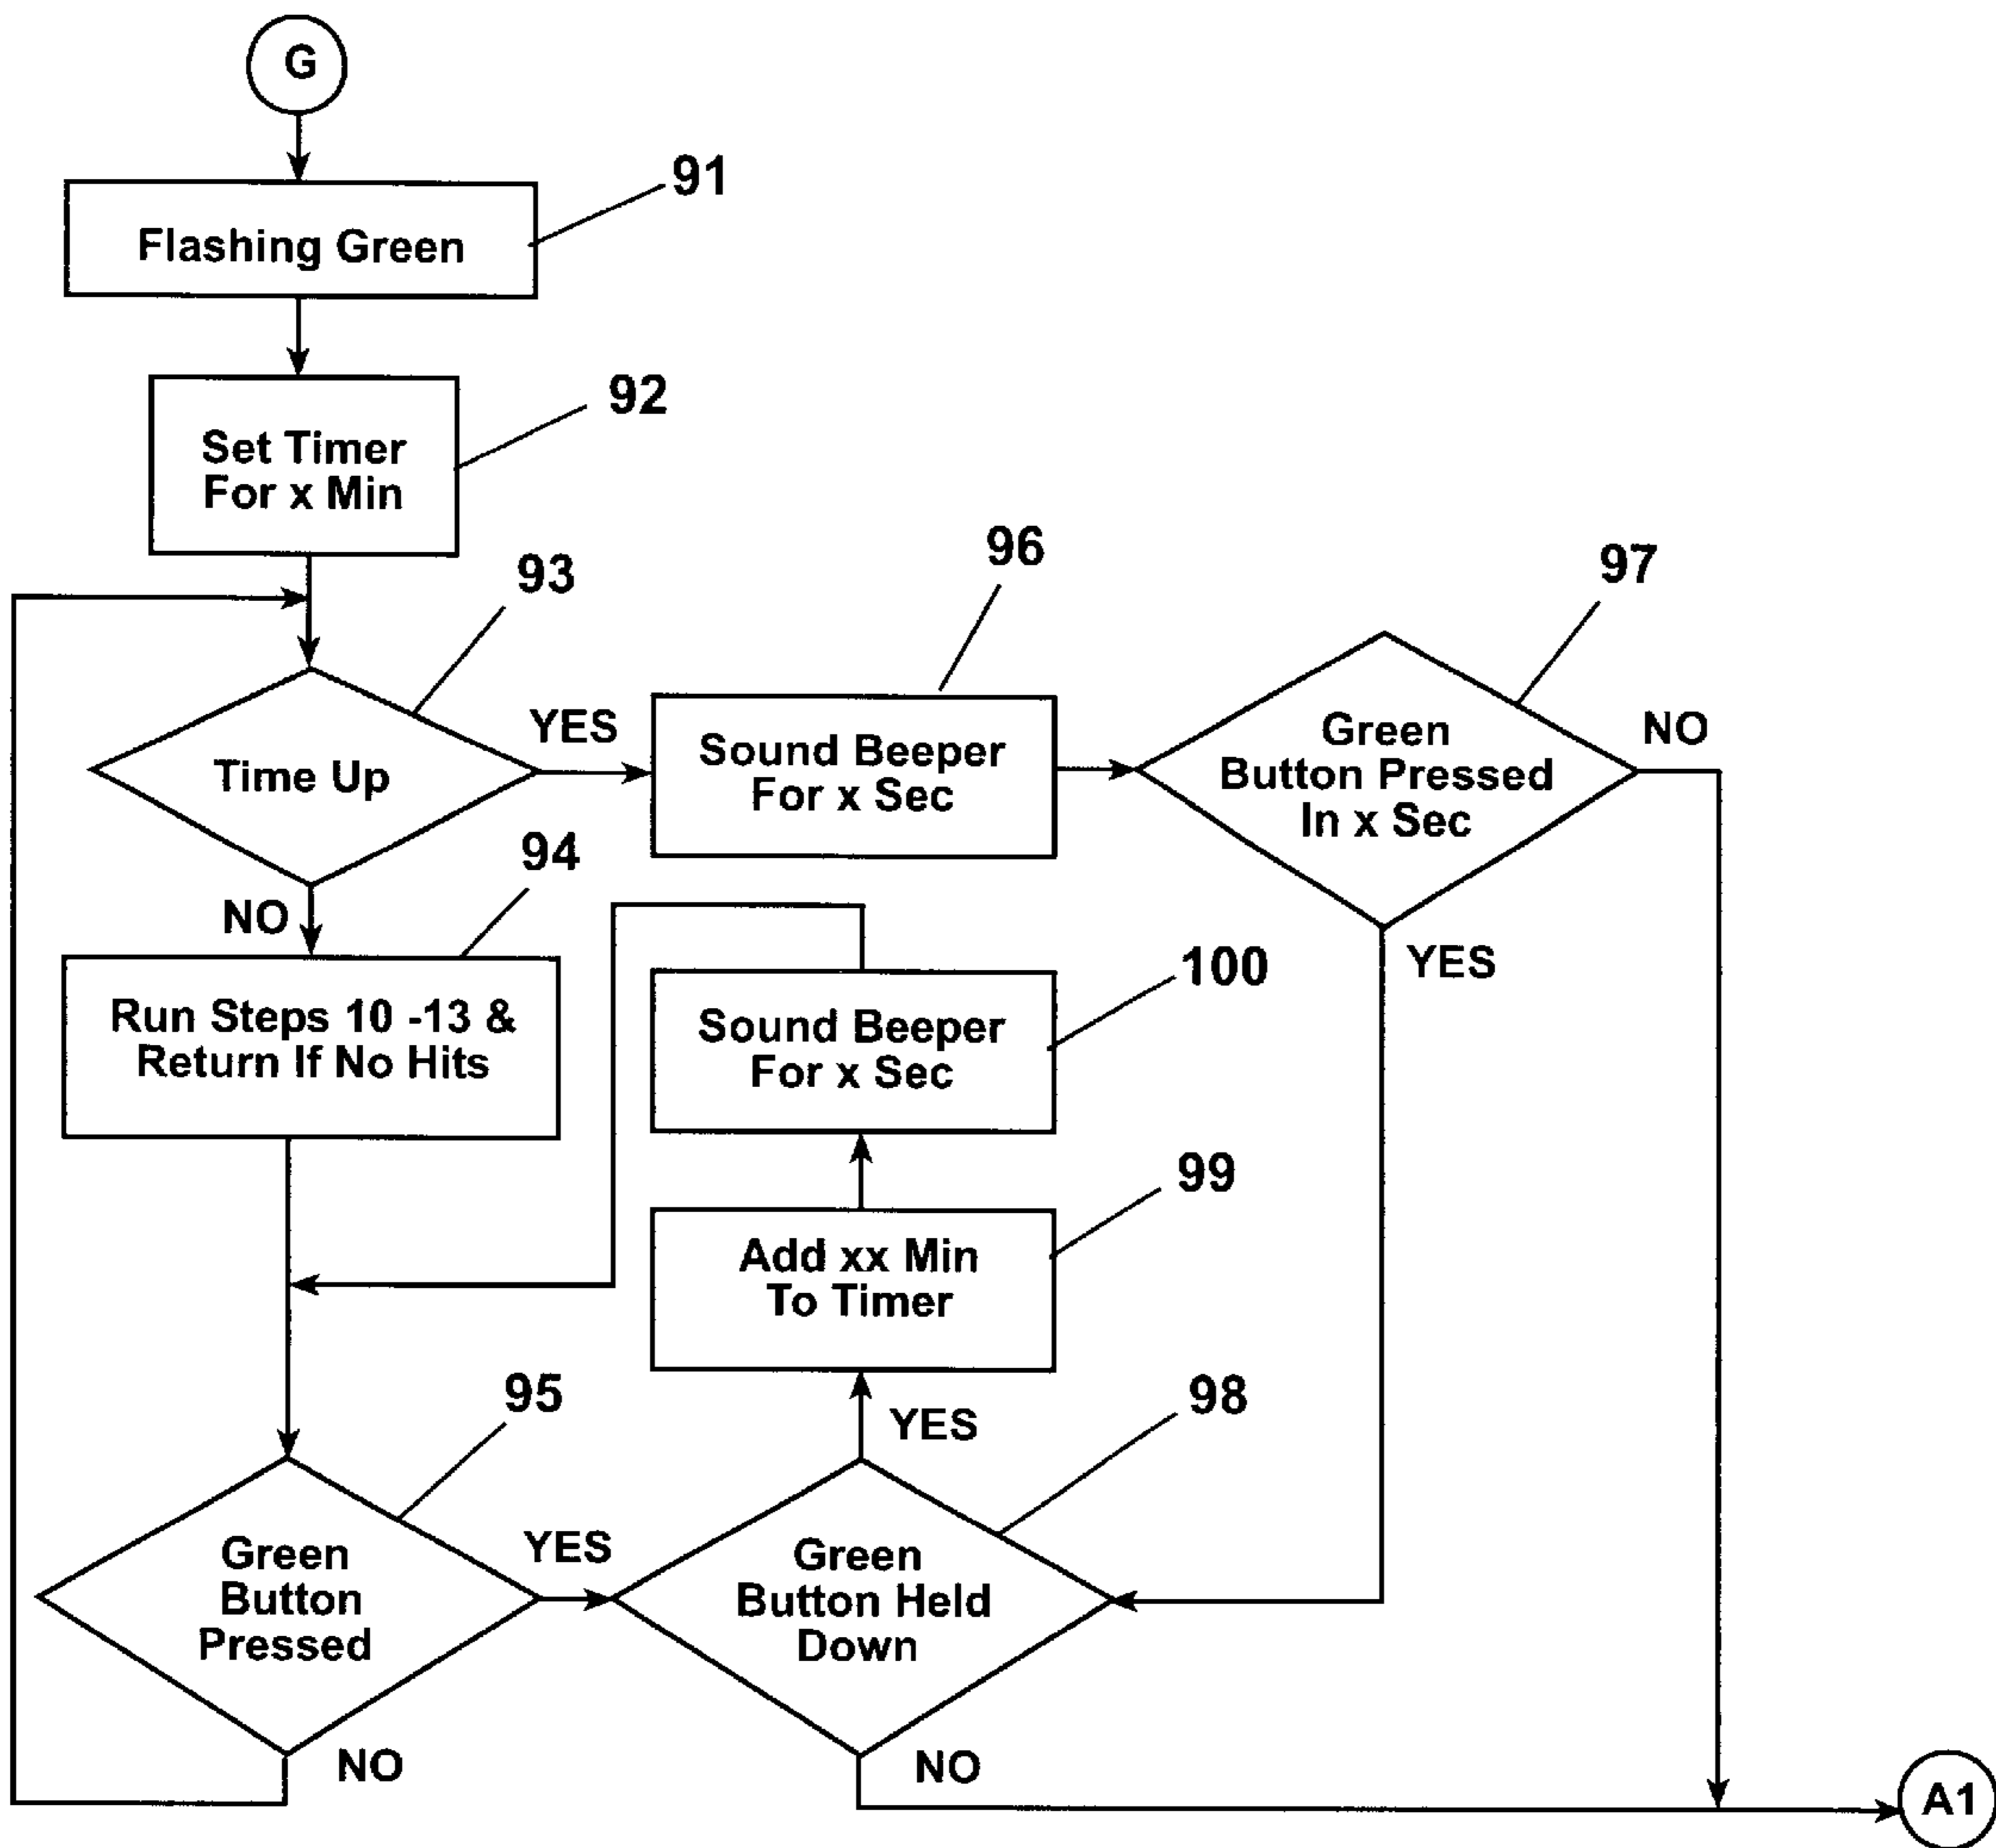 G
91
Flashing Green
92
Set Timer
For x Min
93
96
97
Time Up
YES
Sound Beeper
For x Sec
Green
Button Pressed
In x Sec
NO
94
NO
YES
Run Steps 10 -13 &
Return If No Hits
100
Sound Beeper
For x Sec
99
Add xx Min
To Timer
95
98
YES
Green
Button
Pressed
YES
Green
Button Held
Down
NO
NO
A1